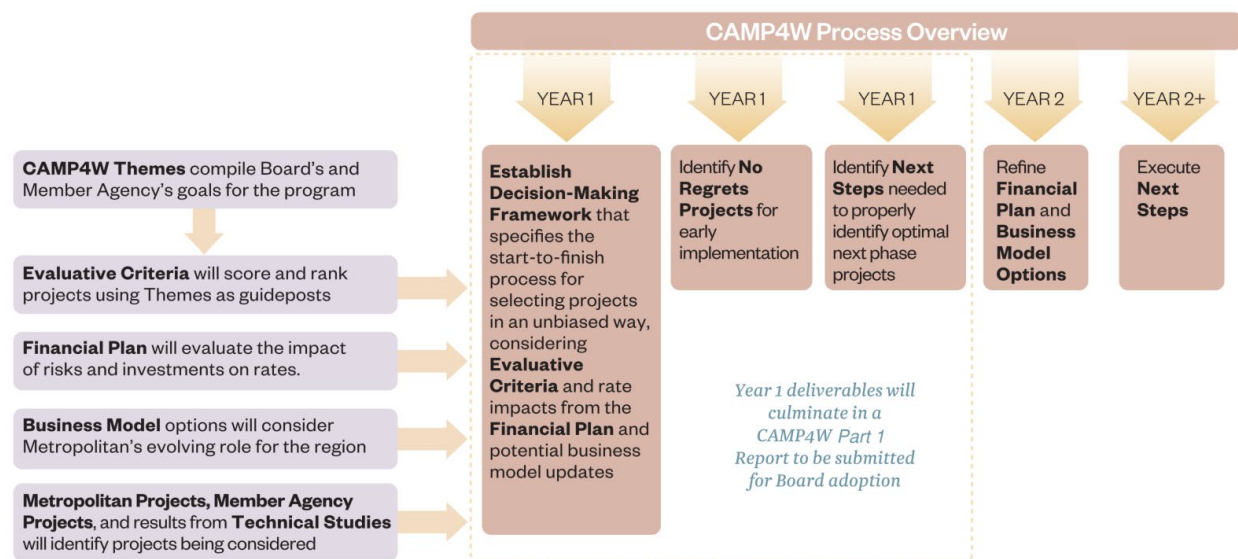 CAMP4W Process Overview
YEAR 1
YEAR 1
YEAR 1
YEAR 2
YEAR 2+
CAMP4W Themes compile Board's and
Member Agency's goals for the program
Evaluative Criteria will score and rank
projects using Themes as guideposts
Financial Plan will evaluate the impact
of risks and investments on rates.
Business Model options will consider
Metropolitan's evolving role for the region
Metropolitan Projects, Member Agency
Projects, and results from Technical Studies
will identify projects being considered
Establish
Decision-Making
Framework that
specifies the
start-to-finish
process for
selecting projects
in an unbiased way,
considering
Evaluative
Criteria and rate
impacts from the
Financial Plan and
potential business
model updates
Identify No
Regrets
Projects for
early
implementation
Identify Next
Steps needed
to properly
identify optimal
next phase
projects
Refine
Financial
Plan and
Business
Model
Options
Execute
Next
Steps
Year 1 deliverables will
culminate in a
CAMP4W Part 1
Report to be submitted
for Board adoption